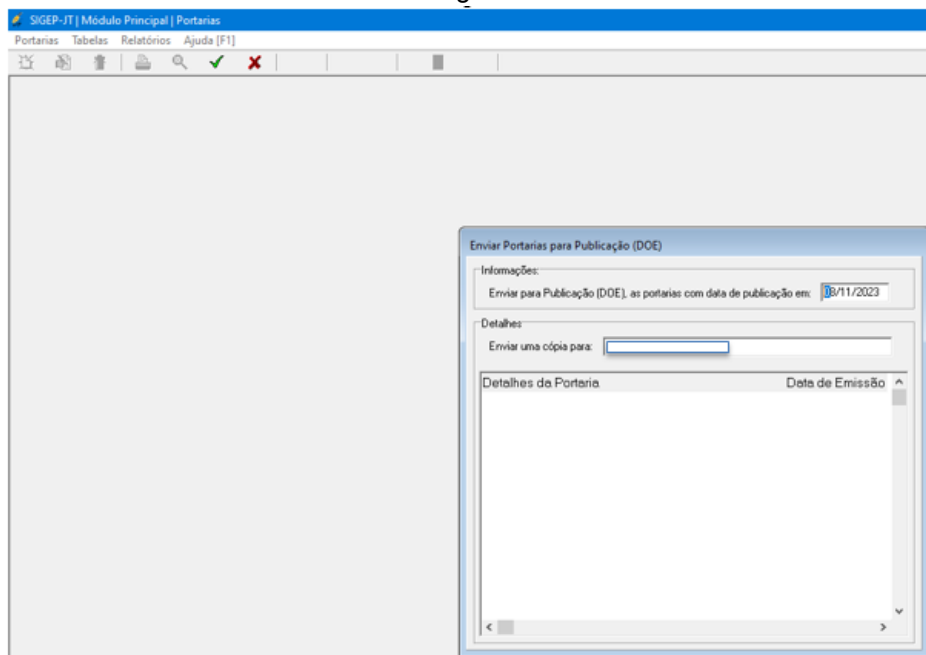 SIGEP-JT | Módulo Principal | Portarias
Portarias Tabelas Relatórios Ajuda [F1]
Enviar Portarias para Publicação (DOE)
Informações:
Enviar para Publicação (DOE), as portarias com data de publicação em: 08/11/2023
Detalhes
Enviar uma cópia para:
Detalhes da Portaria Data de Emissão